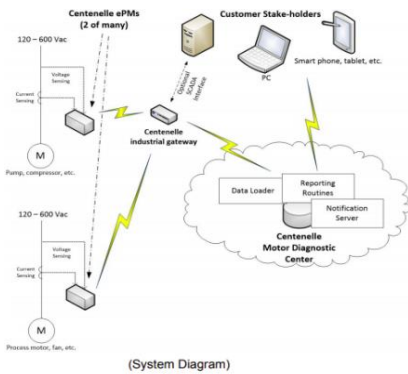 Centenelle ePMs
(2 of many)
Customer Stake-holders
120 – 600 Vac
Voltage
Sensing
Current
Sensing
M
Pump, compressor, etc.
Optional
SCADA
Interface
PC
Smart phone, tablet, etc.
Centenelle
industrial gateway
Data Loader
Reporting
Routines
Notification
Server
Centenelle
Motor Diagnostic
Center
120 – 600 Vac
Voltage
Sensing
Current
Sensing
M
Process motor, fan, etc.
(System Diagram)